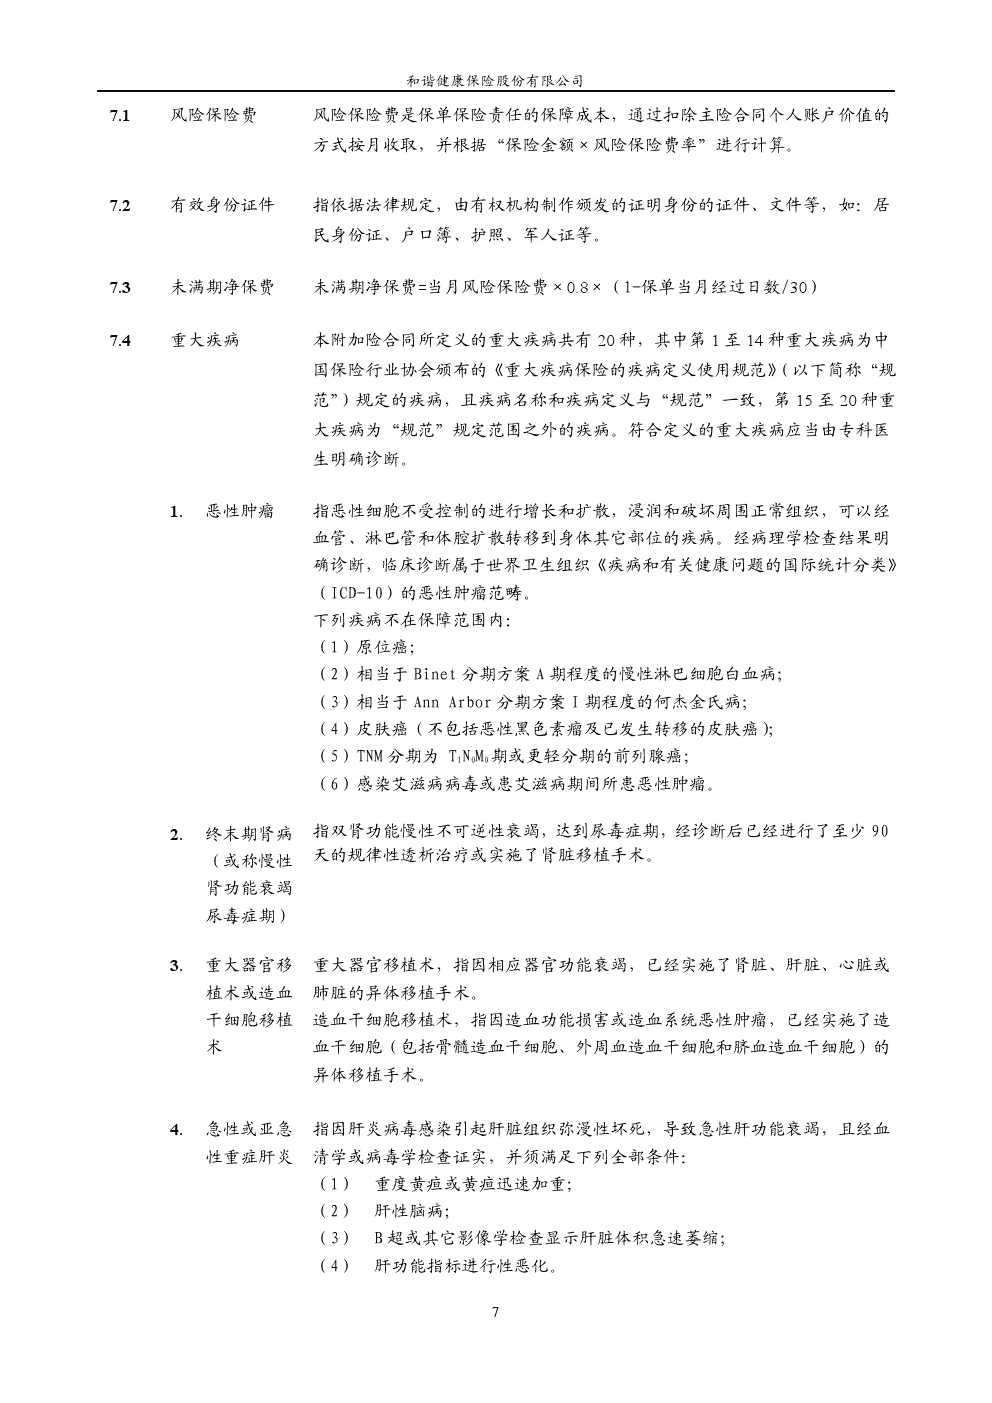 和谐健康保险股份有限公司
7.1 风险保险费 风险保险费是保单保险责任的保障成本，通过扣除主险合同个人账户价值的
方式按月收取，并根据“保险金额×风险保险费率”进行计算。
7.2 有效身份证件 指依据法律规定，由有权机构制作颁发的证明身份的证件、文件等，如：居
民身份证、户口簿、护照、军人证等。
7.3 未满期净保费 未满期净保费=当月风险保险费×0.8×（1-保单当月经过日数/30）
7.4 重大疾病 本附加险合同所定义的重大疾病共有 20 种，其中第 1 至 14 种重大疾病为中
国保险行业协会颁布的《重大疾病保险的疾病定义使用规范》（以下简称“规
范”）规定的疾病，且疾病名称和疾病定义与“规范”一致，第 15 至 20 种重
大疾病为“规范”规定范围之外的疾病。符合定义的重大疾病应当由专科医
生明确诊断。
1. 恶性肿瘤 指恶性细胞不受控制的进行增长和扩散，浸润和破坏周围正常组织，可以经
血管、淋巴管和体腔扩散转移到身体其它部位的疾病。经病理学检查结果明
确诊断，临床诊断属于世界卫生组织《疾病和有关健康问题的国际统计分类》
（ICD-10）的恶性肿瘤范畴。
下列疾病不在保障范围内：
（1）原位癌；
（2）相当于 Binet 分期方案 A 期程度的慢性淋巴细胞白血病；
（3）相当于 Ann Arbor 分期方案 I 期程度的何杰金氏病；
（4）皮肤癌（不包括恶性黑色素瘤及已发生转移的皮肤癌）；
（5）TNM 分期为 T₁N₀M₀期或更轻分期的前列腺癌；
（6）感染艾滋病病毒或患艾滋病期间所患恶性肿瘤。
2. 终末期肾病 指双肾功能慢性不可逆性衰竭，达到尿毒症期，经诊断后已经进行了至少 90
（或称慢性 天的规律性透析治疗或实施了肾脏移植手术。
肾功能衰竭
尿毒症期）
3. 重大器官移 重大器官移植术，指因相应器官功能衰竭，已经实施了肾脏、肝脏、心脏或
植术或造血 肺脏的异体移植手术。
干细胞移植 造血干细胞移植术，指因造血功能损害或造血系统恶性肿瘤，已经实施了造
术 血干细胞（包括骨髓造血干细胞、外周血造血干细胞和脐血造血干细胞）的
异体移植手术。
4. 急性或亚急 指因肝炎病毒感染引起肝脏组织弥漫性坏死，导致急性肝功能衰竭，且经血
性重症肝炎 清学或病毒学检查证实，并须满足下列全部条件：
（1） 重度黄疸或黄疸迅速加重；
（2） 肝性脑病；
（3） B 超或其它影像学检查显示肝脏体积急速萎缩；
（4） 肝功能指标进行性恶化。
7